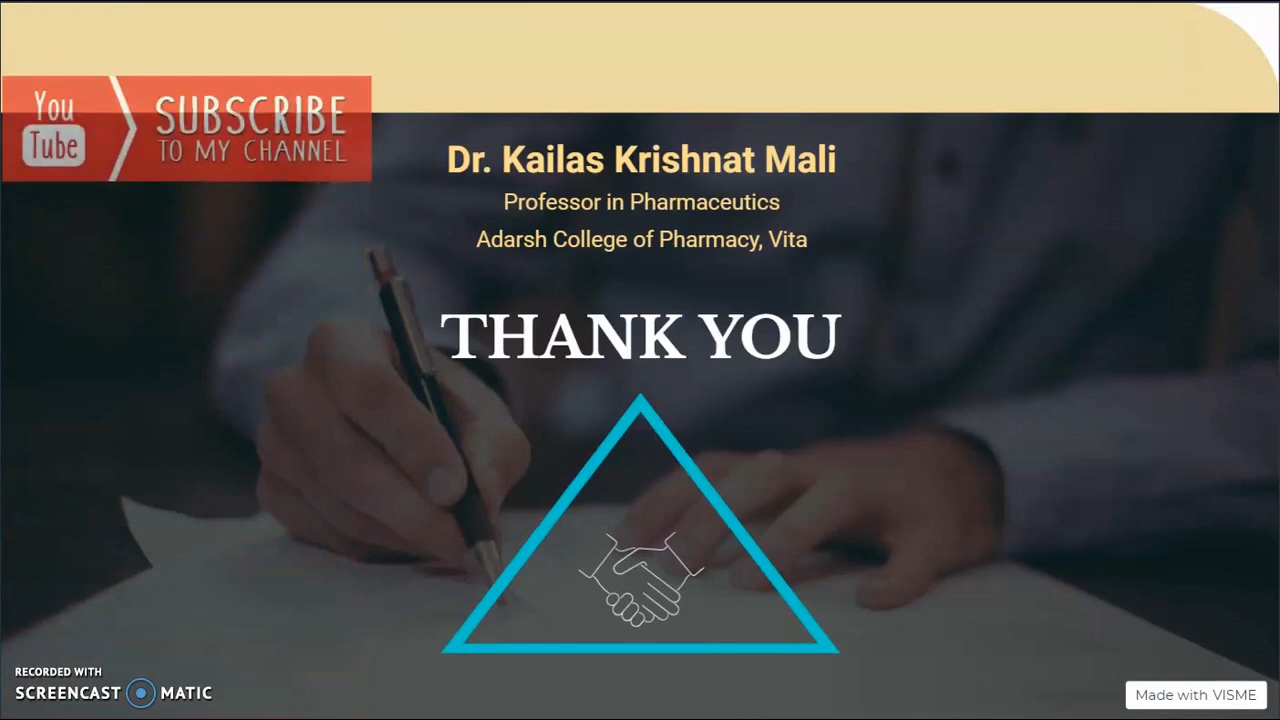 You
Tube
SUBSCRIBE
TO MY CHANNEL
Dr. Kailas Krishnat Mali
Professor in Pharmaceutics
Adarsh College of Pharmacy, Vita
THANK YOU
RECORDED WITH
SCREENCAST MATIC
Made with VISME